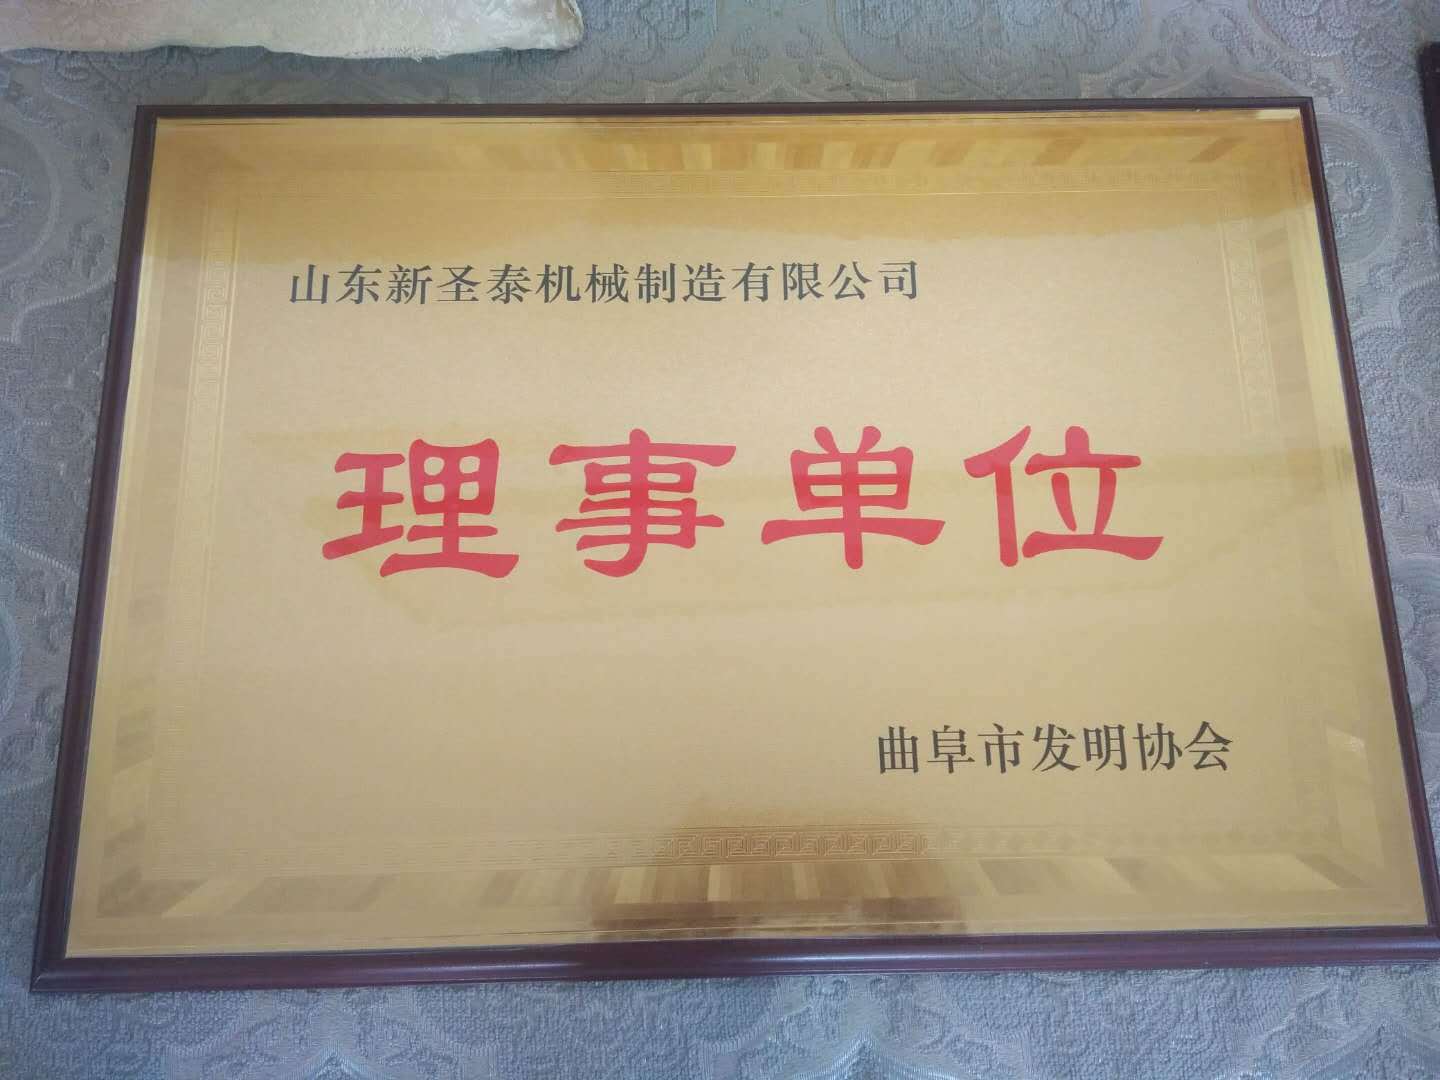 山东新圣泰机械制造有限公司
理事单位
曲阜市发明协会